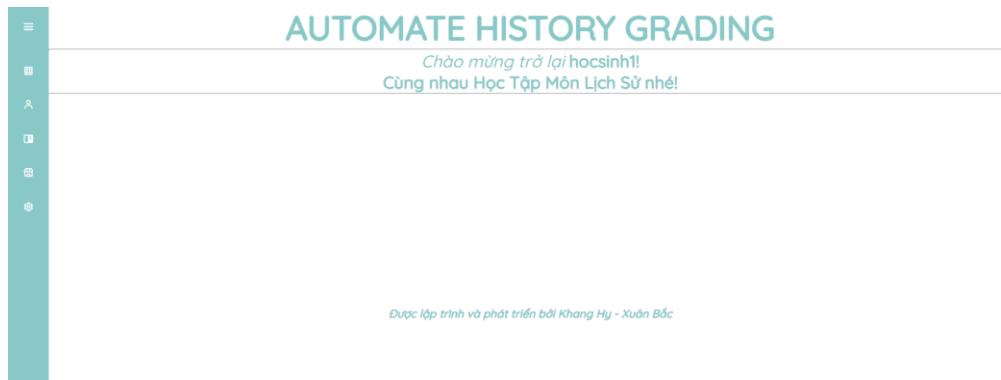 AUTOMATE HISTORY GRADING
Chào mừng trở lại hocsinh1!
Cùng nhau Học Tập Môn Lịch Sử nhé!
Được lập trình và phát triển bởi Khang Hy - Xuân Bắc